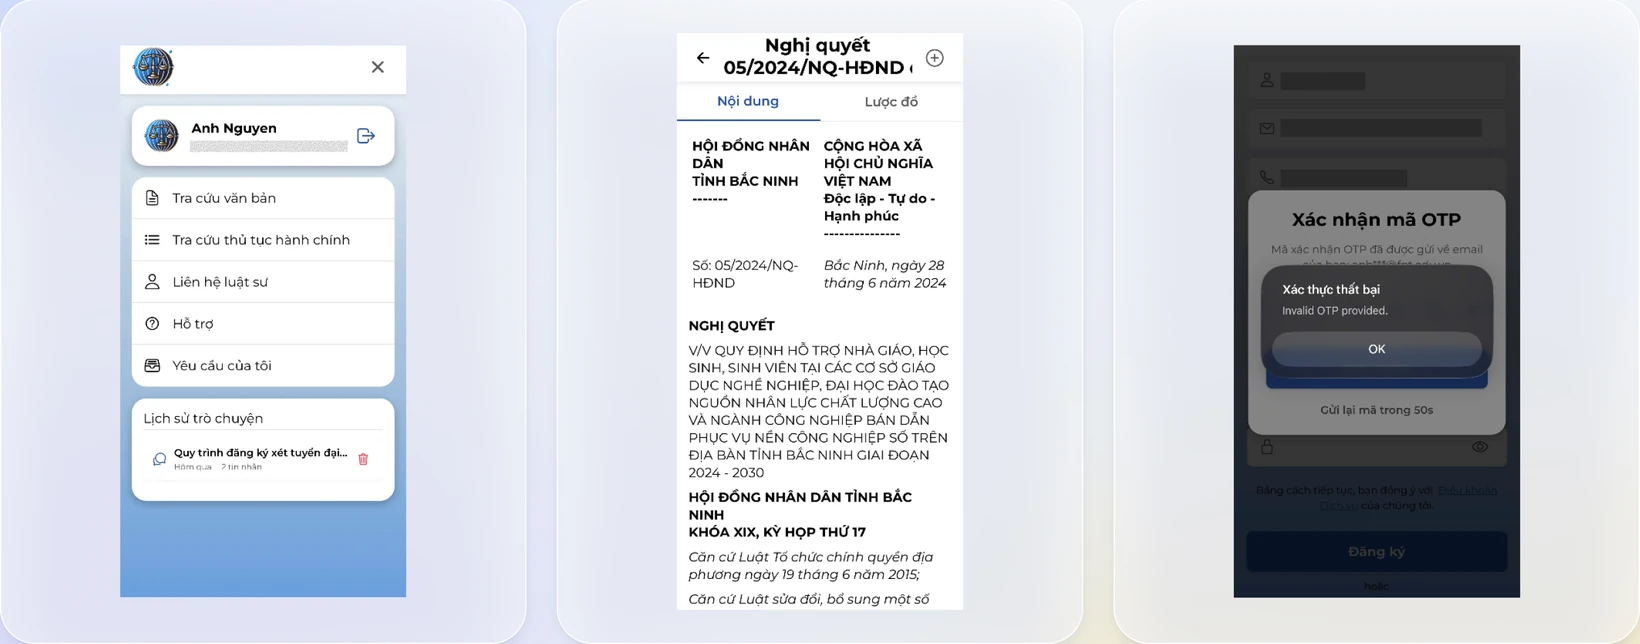 Anh Nguyen
Tra cứu văn bản
Tra cứu thủ tục hành chính
Liên hệ luật sư
Hỗ trợ
Yêu cầu của tôi
Lịch sử trò chuyện
Quy trình đăng ký xét tuyển đại...
Hôm qua 2 tin nhắn
Nghị quyết
05/2024/NQ-HĐND
Nội dung Lược đồ
HỘI ĐỒNG NHÂN
DÂN
TỈNH BẮC NINH
-------
CỘNG HÒA XÃ
HỘI CHỦ NGHĨA
VIỆT NAM
Độc lập - Tự do -
Hạnh phúc
---------------
Số: 05/2024/NQ-
HĐND
Bắc Ninh, ngày 28
tháng 6 năm 2024
NGHỊ QUYẾT
V/V QUY ĐỊNH HỖ TRỢ NHÀ GIÁO, HỌC
SINH, SINH VIÊN TẠI CÁC CƠ SỞ GIÁO
DỤC NGHỀ NGHIỆP, ĐẠI HỌC ĐÀO TẠO
NGUỒN NHÂN LỰC CHẤT LƯỢNG CAO
VÀ NGÀNH CÔNG NGHIỆP BÁN DẪN
PHỤC VỤ NỀN CÔNG NGHIỆP SỐ TRÊN
ĐỊA BÀN TỈNH BẮC NINH GIAI ĐOẠN
2024 - 2030
HỘI ĐỒNG NHÂN DÂN TỈNH BẮC
NINH
KHÓA XIX, KỲ HỌP THỨ 17
Căn cứ Luật Tổ chức chính quyền địa
phương ngày 19 tháng 6 năm 2015;
Căn cứ Luật sửa đổi, bổ sung một số
Xác nhận mã OTP
Mã xác nhận OTP đã được gửi về email
của bạn:
Xác thực thất bại
Invalid OTP provided.
OK
Gửi lại mã trong 50s
Bằng cách tiếp tục, bạn đồng ý với Điều khoản
Dịch vụ của chúng tôi.
Đăng ký
hoặc